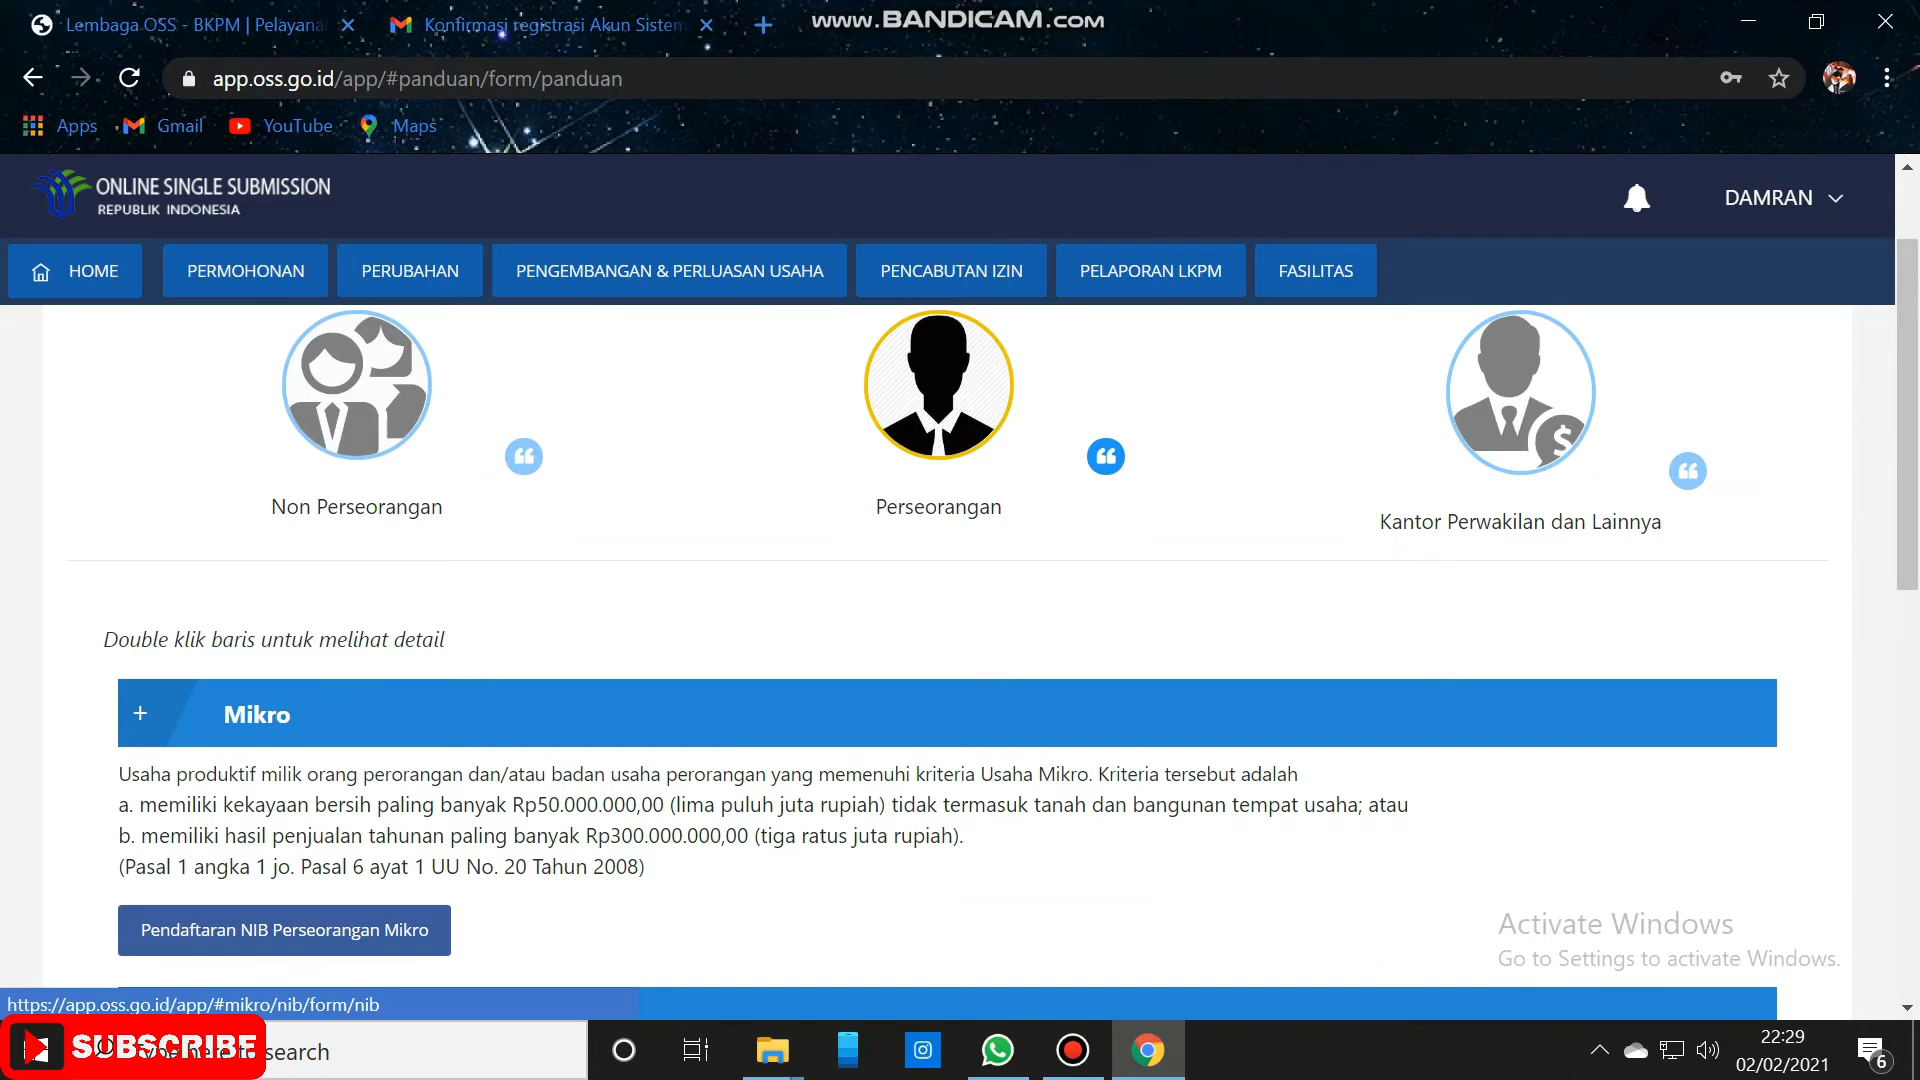 Lembaga OSS - BKPM | Pelayana
Konfirmasi registrasi Akun Sistem
www.BANDICAM.com
app.oss.go.id/app/#panduan/form/panduan
Apps
Gmail
YouTube
Maps
ONLINE SINGLE SUBMISSION
REPUBLIK INDONESIA
DAMRAN
HOME
PERMOHONAN
PERUBAHAN
PENGEMBANGAN & PERLUASAN USAHA
PENCABUTAN IZIN
PELAPORAN LKPM
FASILITAS
Non Perseorangan
Perseorangan
Kantor Perwakilan dan Lainnya
Double klik baris untuk melihat detail
+ Mikro
Usaha produktif milik orang perorangan dan/atau badan usaha perorangan yang memenuhi kriteria Usaha Mikro. Kriteria tersebut adalah
a. memiliki kekayaan bersih paling banyak Rp50.000.000,00 (lima puluh juta rupiah) tidak termasuk tanah dan bangunan tempat usaha; atau
b. memiliki hasil penjualan tahunan paling banyak Rp300.000.000,00 (tiga ratus juta rupiah).
(Pasal 1 angka 1 jo. Pasal 6 ayat 1 UU No. 20 Tahun 2008)
Pendaftaran NIB Perseorangan Mikro
Activate Windows
Go to Settings to activate Windows.
https://app.oss.go.id/app/#mikro/nib/form/nib
SUBSCRIBE
Type here to search
22:29
02/02/2021
6